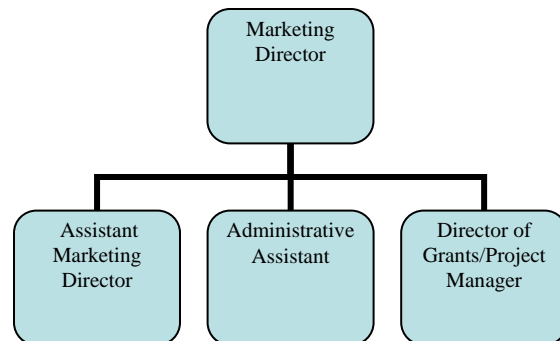 Marketing
Director
Assistant
Marketing
Director
Administrative
Assistant
Director of
Grants/Project
Manager